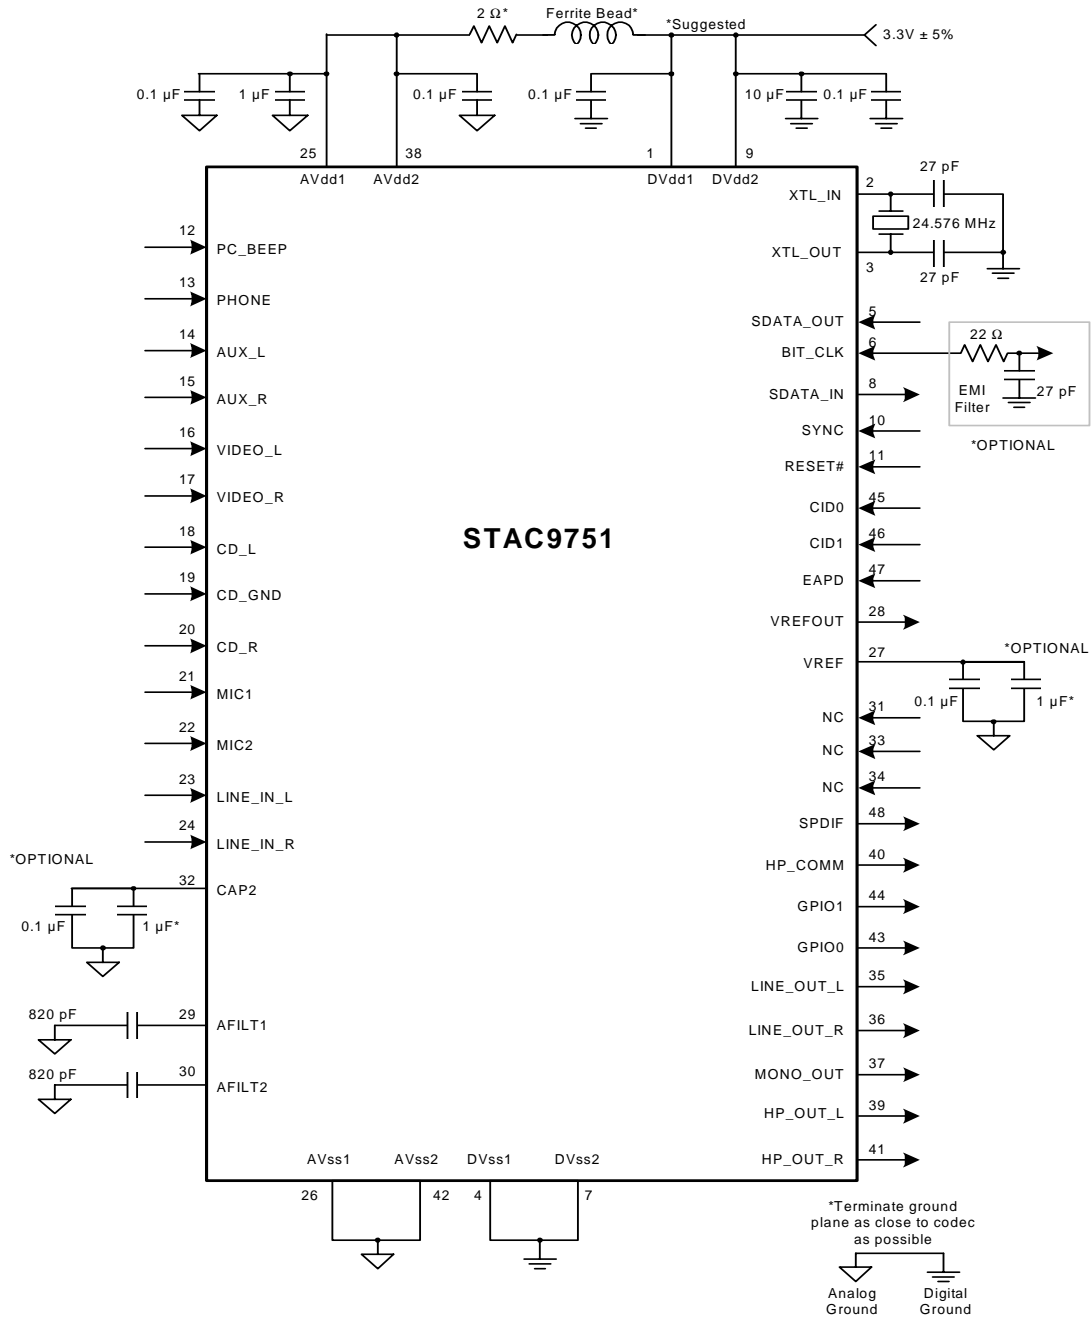 2 Ω*
Ferrite Bead*
*Suggested
3.3V ± 5%
0.1 µF
1 µF
0.1 µF
0.1 µF
10 µF
0.1 µF
25
38
1
9
AVdd1
AVdd2
DVdd1
DVdd2
STAC9751
12
PC_BEEP
13
PHONE
14
AUX_L
15
AUX_R
16
VIDEO_L
17
VIDEO_R
18
CD_L
19
CD_GND
20
CD_R
21
MIC1
22
MIC2
23
LINE_IN_L
24
LINE_IN_R
*OPTIONAL
32
CAP2
0.1 µF
1 µF*
820 pF
29
AFILT1
820 pF
30
AFILT2
XTL_IN
2
27 pF
24.576 MHz
XTL_OUT
3
27 pF
SDATA_OUT
5
BIT_CLK
6
22 Ω
EMI
Filter
27 pF
*OPTIONAL
SDATA_IN
8
SYNC
10
RESET#
11
CID0
45
CID1
46
EAPD
47
VREFOUT
28
VREF
27
*OPTIONAL
0.1 µF
1 µF*
NC
31
NC
33
NC
34
SPDIF
48
HP_COMM
40
GPIO1
44
GPIO0
43
LINE_OUT_L
35
LINE_OUT_R
36
MONO_OUT
37
HP_OUT_L
39
HP_OUT_R
41
AVss1
AVss2
DVss1
DVss2
26
42
4
7
*Terminate ground
plane as close to codec
as possible
Analog
Ground
Digital
Ground